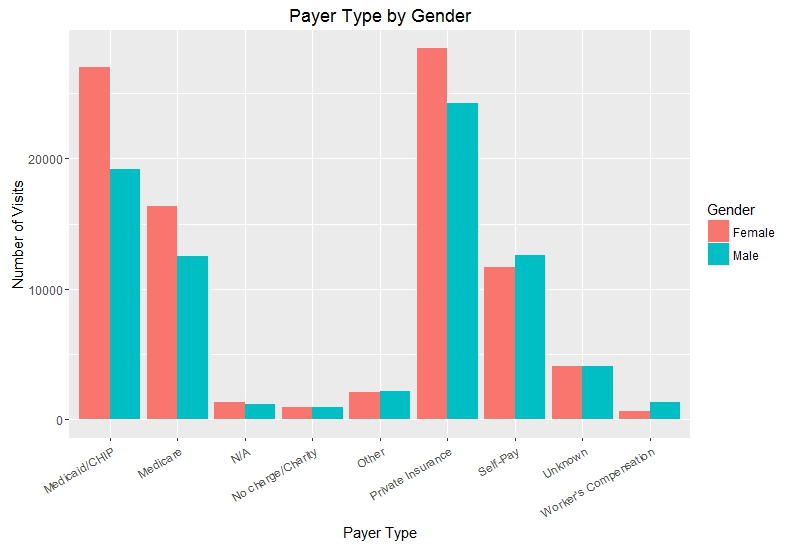 Payer Type by Gender
Number of Visits
20000
10000
0
Medicaid/CHIP
Medicare
N/A
No charge/Charity
Other
Private Insurance
Self-Pay
Unknown
Worker's Compensation
Payer Type
Gender
Female
Male